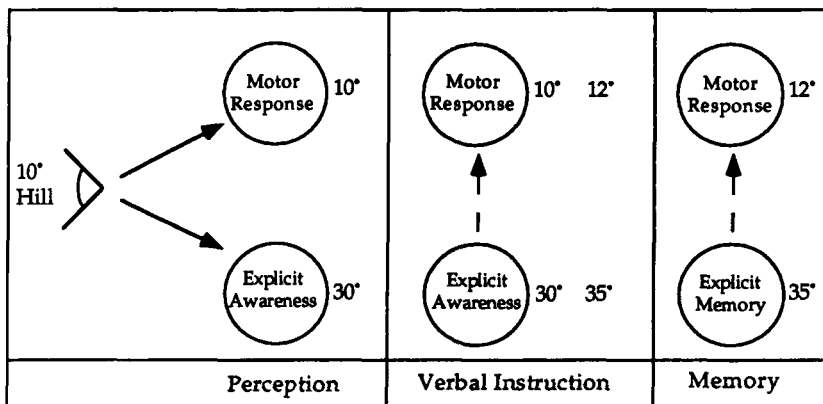 10°
Hill
Motor
Response
10°
Explicit
Awareness
30°
Perception
Motor
Response
10° 12°
Explicit
Awareness
30° 35°
Verbal Instruction
Motor
Response
12°
Explicit
Memory
35°
Memory